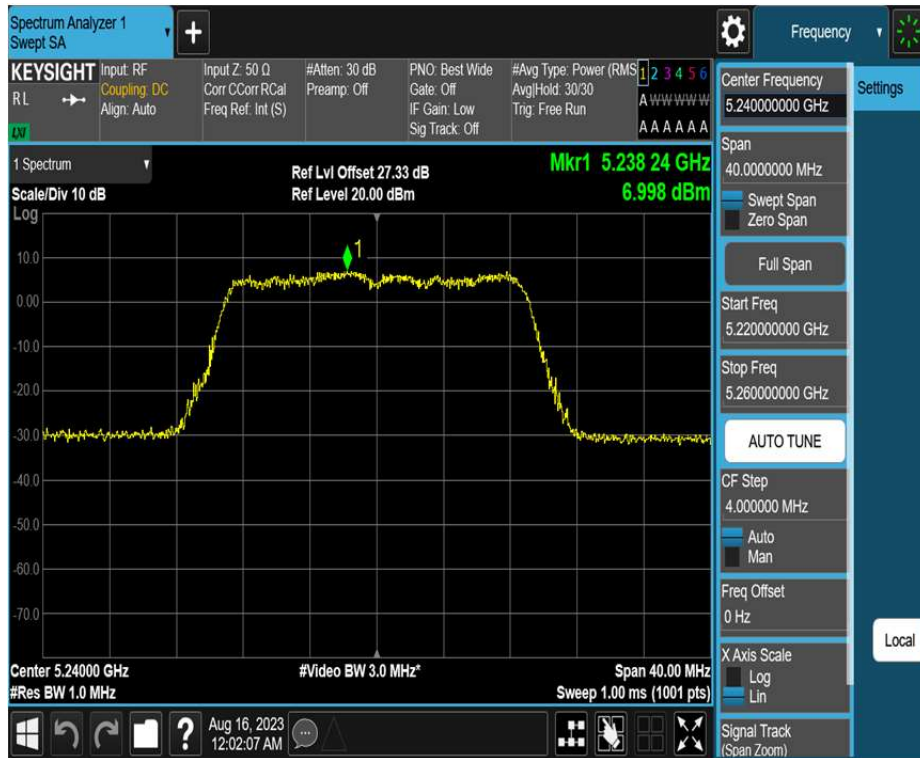 Spectrum Analyzer 1
Swept SA
+
Frequency
KEYSIGHT
RL
LXI
Input: RF
Coupling: DC
Align: Auto
Input Z: 50 Ω
Corr CCorr RCal
Freq Ref: Int (S)
#Atten: 30 dB
Preamp: Off
PNO: Best Wide
Gate: Off
IF Gain: Low
Sig Track: Off
#Avg Type: Power (RMS
Avg|Hold: 30/30
Trig: Free Run
1 2 3 4 5 6
A W W W W W
A A A A A A
1 Spectrum
Scale/Div 10 dB
Log
Ref Lvl Offset 27.33 dB
Ref Level 20.00 dBm
Mkr1 5.238 24 GHz
6.998 dBm
1
10.0
0.00
-10.0
-20.0
-30.0
-40.0
-50.0
-60.0
-70.0
Center 5.24000 GHz
#Res BW 1.0 MHz
#Video BW 3.0 MHz*
Span 40.00 MHz
Sweep 1.00 ms (1001 pts)
?
Aug 16, 2023
12:02:07 AM
Center Frequency
5.240000000 GHz
Span
40.0000000 MHz
Swept Span
Zero Span
Full Span
Start Freq
5.220000000 GHz
Stop Freq
5.260000000 GHz
AUTO TUNE
CF Step
4.000000 MHz
Auto
Man
Freq Offset
0 Hz
X Axis Scale
Log
Lin
Signal Track
(Span Zoom)
Settings
Local